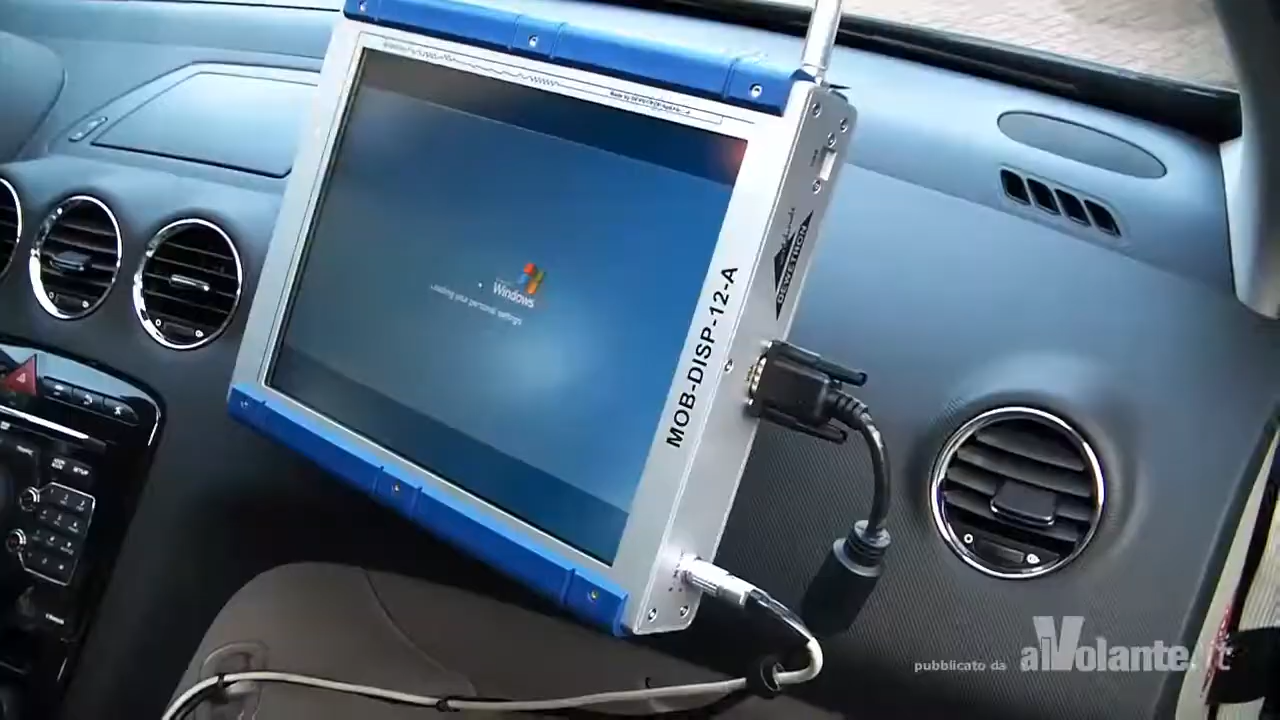 Windows
Loading your personal settings
MOB-DISP-12-A
DEWETRON
pubblicato da alVolante.it